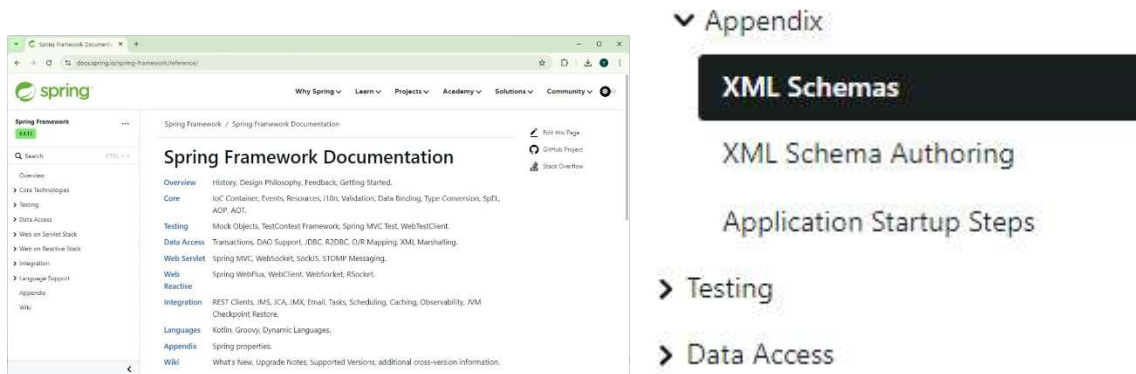 Spring Framework Document
docs.spring.io/spring-framework/reference/
spring
Why Spring
Learn
Projects
Academy
Solutions
Community
Spring Framework
...
Search
CTRL + k
Overview
Core Technologies
Testing
Data Access
Web on Servlet Stack
Web on Reactive Stack
Integration
Language Support
Appendix
Wiki
Spring Framework / Spring Framework Documentation
Edit this Page
GitHub Project
Stack Overflow
Spring Framework Documentation
Overview History, Design Philosophy, Feedback, Getting Started.
Core IoC Container, Events, Resources, i18n, Validation, Data Binding, Type Conversion, SpEL,
AOP, AOT.
Testing Mock Objects, TestContext Framework, Spring MVC Test, WebTestClient.
Data Access Transactions, DAO Support, JDBC, R2DBC, O/R Mapping, XML Marshalling.
Web Servlet Spring MVC, WebSocket, SockJS, STOMP Messaging.
Web Spring WebFlux, WebClient, WebSocket, RSocket.
Reactive
Integration REST Clients, JMS, JCA, JMX, Email, Tasks, Scheduling, Caching, Observability, JVM
Checkpoint Restore.
Languages Kotlin, Groovy, Dynamic Languages.
Appendix Spring properties.
Wiki What's New, Upgrade Notes, Supported Versions, additional cross-version information.
Appendix
XML Schemas
XML Schema Authoring
Application Startup Steps
Testing
Data Access